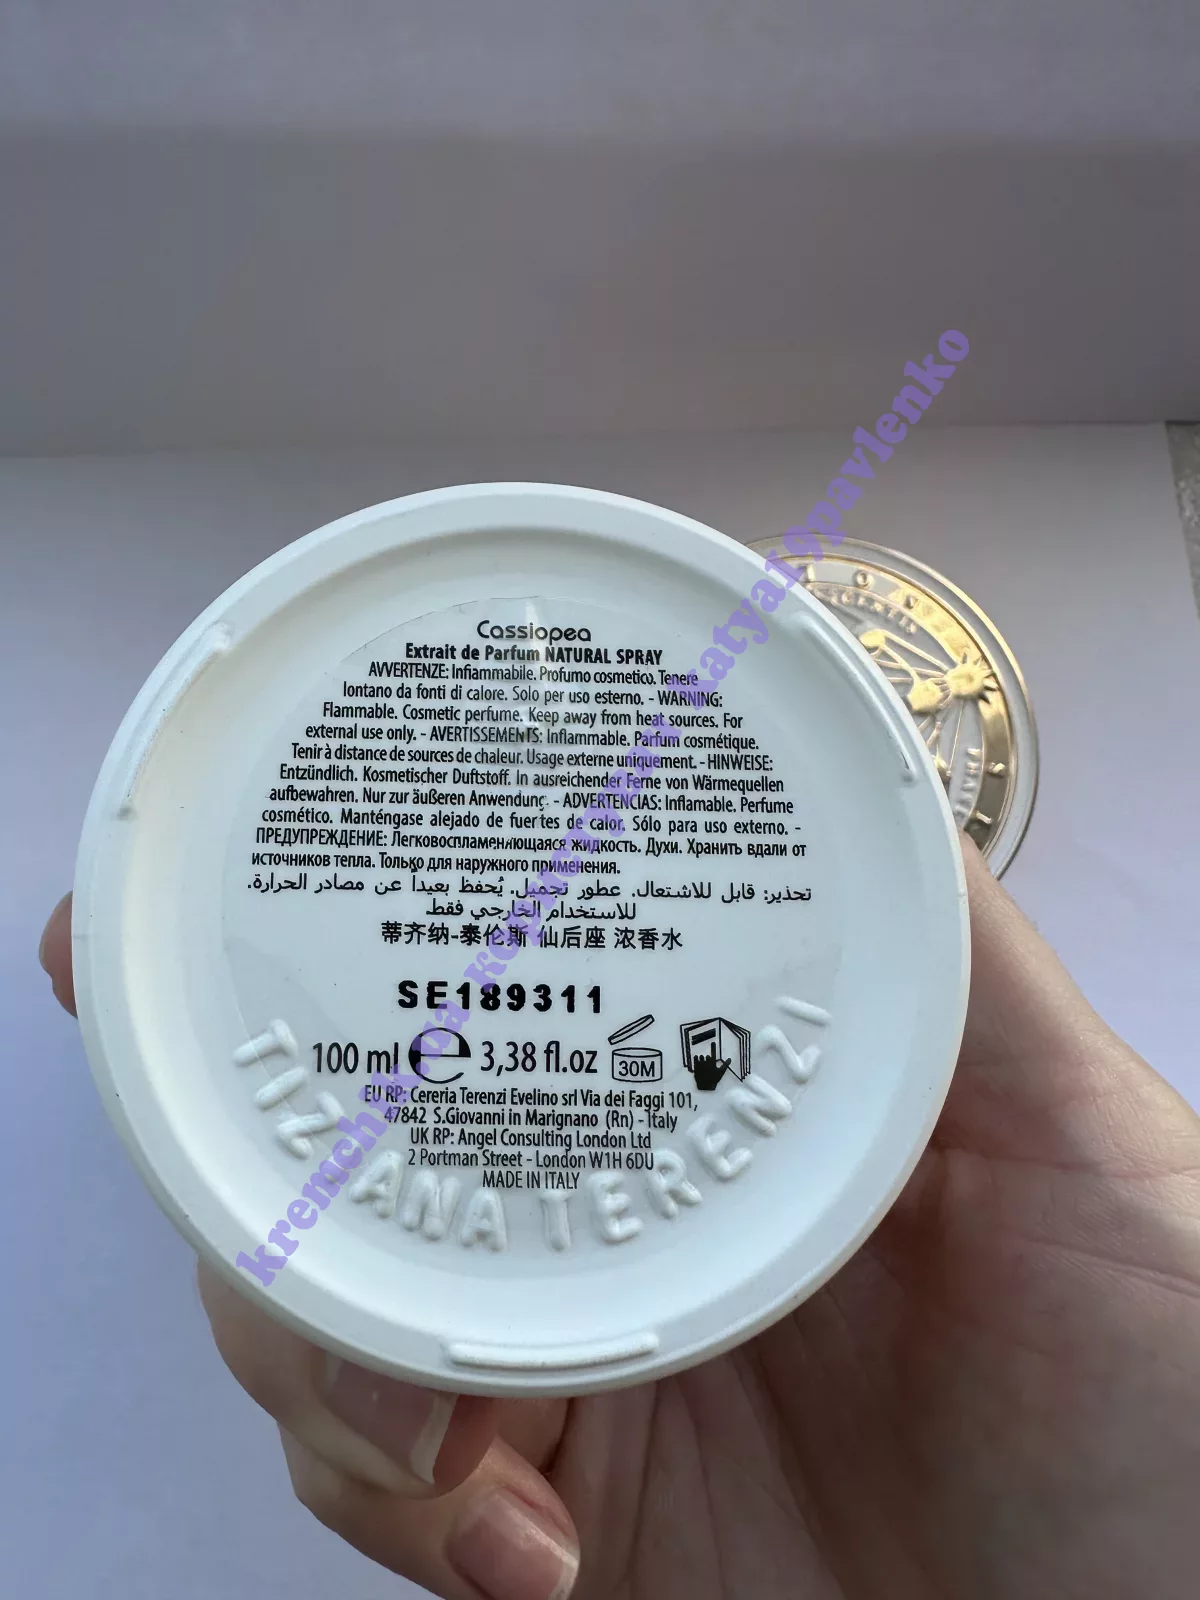 Cassiopea
Extrait de Parfum NATURAL SPRAY
AVVERTENZE: Infiammabile. Profumo cosmetico. Tenere
lontano da fonti di calore. Solo per uso esterno. - WARNING:
Flammable. Cosmetic perfume. Keep away from heat sources. For
external use only. - AVERTISSEMENTS: Inflammable. Parfum cosmétique.
Tenir à distance de sources de chaleur. Usage externe uniquement. - HINWEISE:
Entzündlich. Kosmetischer Duftstoff. In ausreichender Ferne von Wärmequellen
aufbewahren. Nur zur äußeren Anwendung. - ADVERTENCIAS: Inflamable. Perfume
cosmético. Manténgase alejado de fuertes de calor. Sólo para uso externo. -
ПРЕДУПРЕЖДЕНИЕ: Легковоспламеняющаяся жидкость. Духи. Хранить вдали от
источников тепла. Только для наружного применения.
تحذير: قابل للاشتعال. عطور تجميل. يُحفظ بعيداً عن مصادر الحرارة.
للاستخدام الخارجي فقط
蒂齐纳-泰伦斯 仙后座 浓香水
SE189311
100 ml e 3,38 fl.oz 30M
EU RP: Cereria Terenzi Evelino srl Via dei Faggi 101,
47842 S.Giovanni in Marignano (Rn) - Italy
UK RP: Angel Consulting London Ltd
2 Portman Street - London W1H 6DU
MADE IN ITALY
TIZIANA TERENZI
kremchik.ua користувач katya19pavlenko